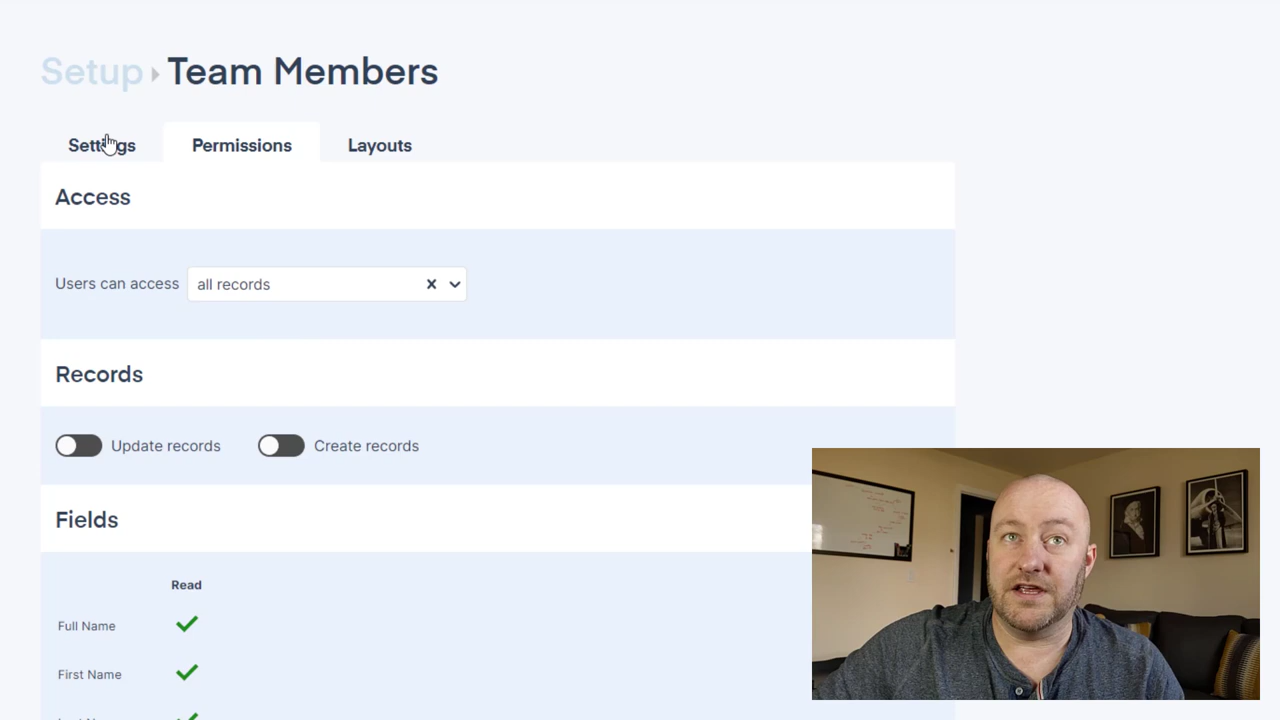 Setup Team Members
Settings Permissions Layouts
Access
Users can access all records
Records
Update records Create records
Fields
Read
Full Name
First Name